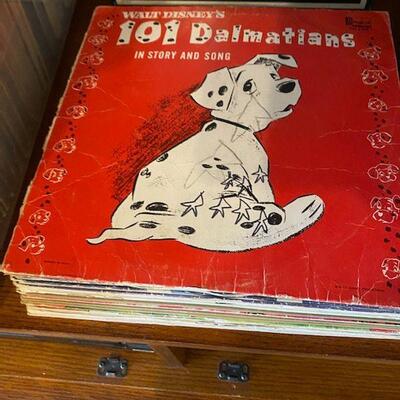 WALT DISNEY'S
101 Dalmatians
IN STORY AND SONG